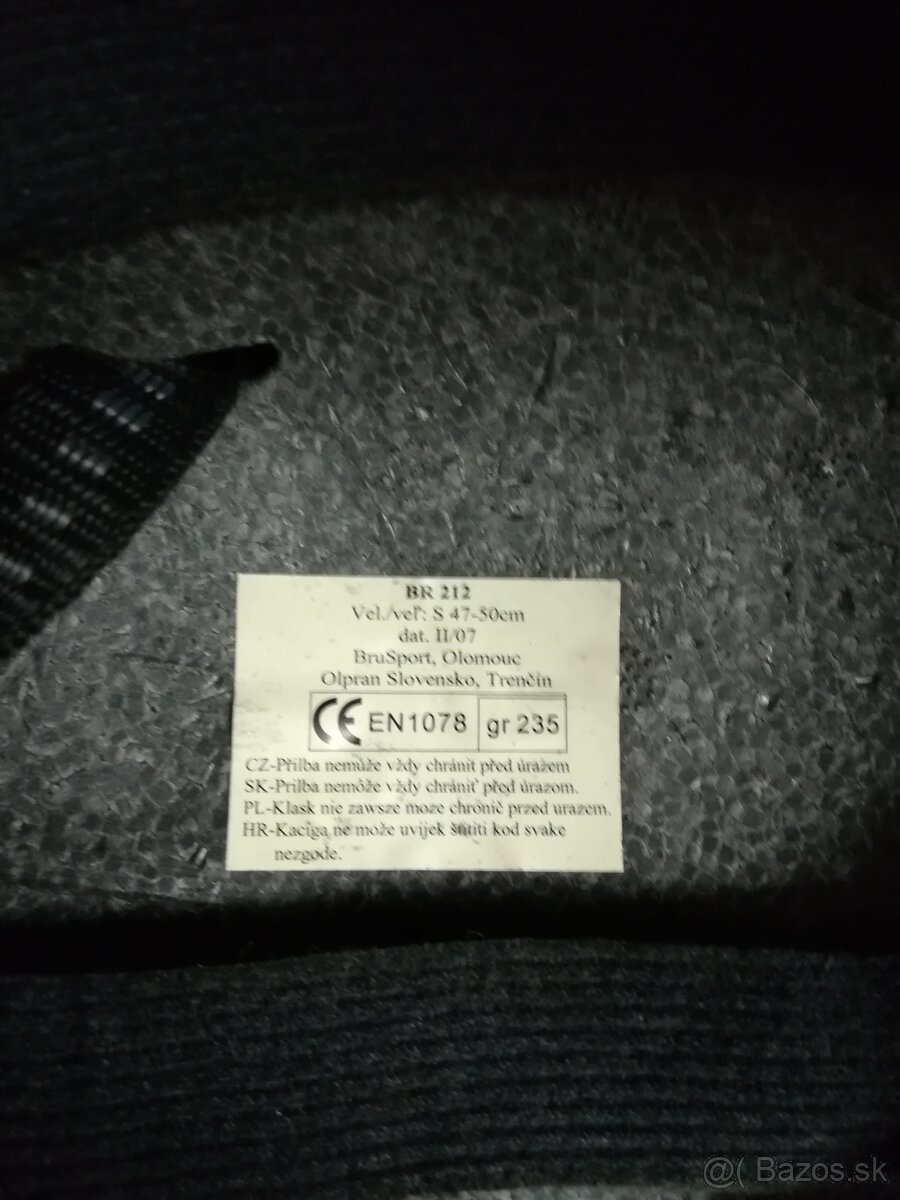 BR 212
Vel./veľ: S 47-50cm
dat. II/07
BruSport, Olomouc
Olpran Slovensko, Trenčín
CE EN1078 gr 235
CZ-Přilba nemůže vždy chránit před úrazem
SK-Prilba nemôže vždy chrániť pred úrazom.
PL-Klask nie zawsze moze chrónič przed urazem.
HR-Kaciga ne može uvijek štititi kod svake
nezgode.
@( Bazos.sk